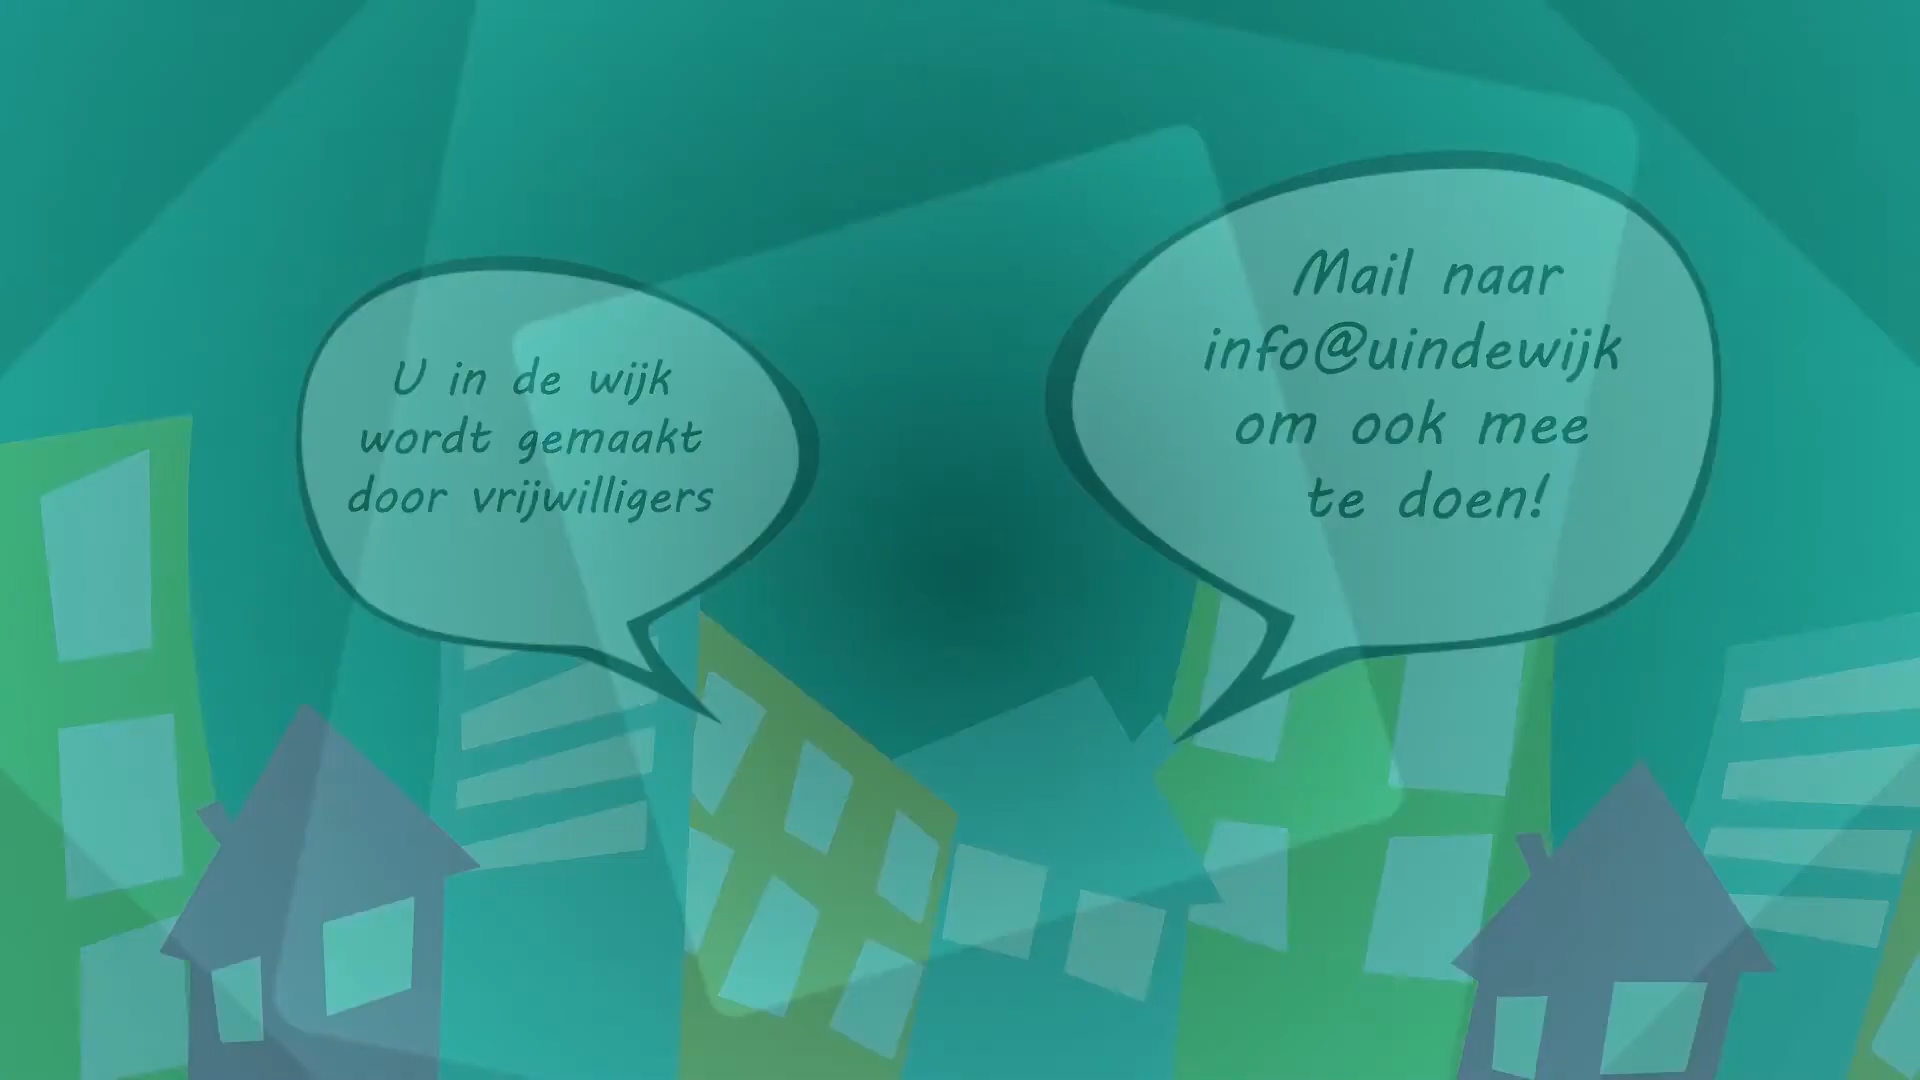 U in de wijk
wordt gemaakt
door vrijwilligers
Mail naar
info@uindewijk
om ook mee
te doen!